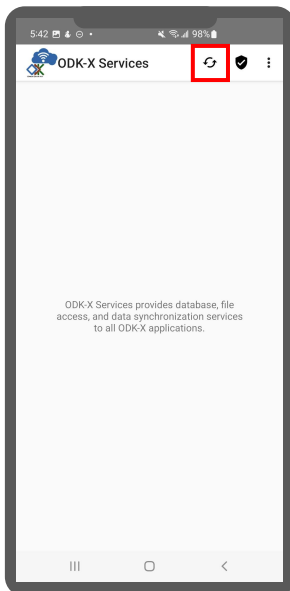 5:42
98%
ODK-X Services
ODK-X Services provides database, file
access, and data synchronization services
to all ODK-X applications.